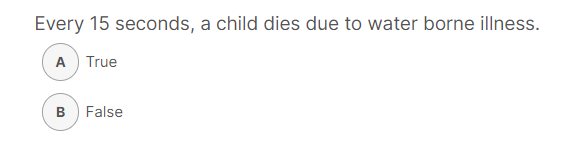 Every 15 seconds, a child dies due to water borne illness.
A True
B False